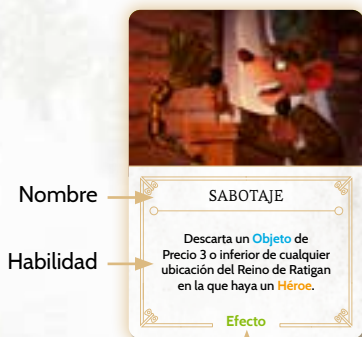 Nombre
SABOTAJE
Descarta un Objeto de
Precio 3 o inferior de cualquier
Habilidad
ubicación del Reino de Ratigan
en la que haya un Héroe.
Efecto